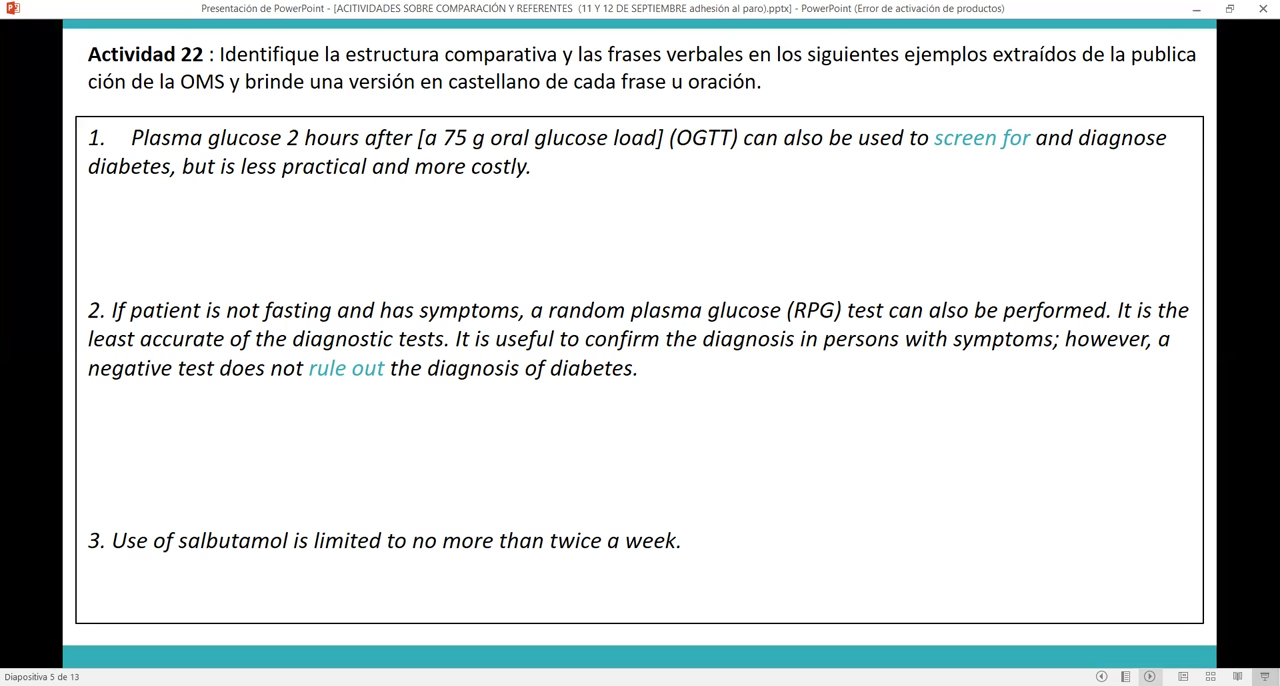 Presentación de PowerPoint - [ACITIVIDADES SOBRE COMPARACIÓN Y REFERENTES (11 Y 12 DE SEPTIEMBRE adhesión al paro).pptx] - PowerPoint (Error de activación de productos)
Actividad 22 : Identifique la estructura comparativa y las frases verbales en los siguientes ejemplos extraídos de la publica
ción de la OMS y brinde una versión en castellano de cada frase u oración.
1. Plasma glucose 2 hours after [a 75 g oral glucose load] (OGTT) can also be used to screen for and diagnose
diabetes, but is less practical and more costly.
2. If patient is not fasting and has symptoms, a random plasma glucose (RPG) test can also be performed. It is the
least accurate of the diagnostic tests. It is useful to confirm the diagnosis in persons with symptoms; however, a
negative test does not rule out the diagnosis of diabetes.
3. Use of salbutamol is limited to no more than twice a week.
Diapositiva 5 de 13